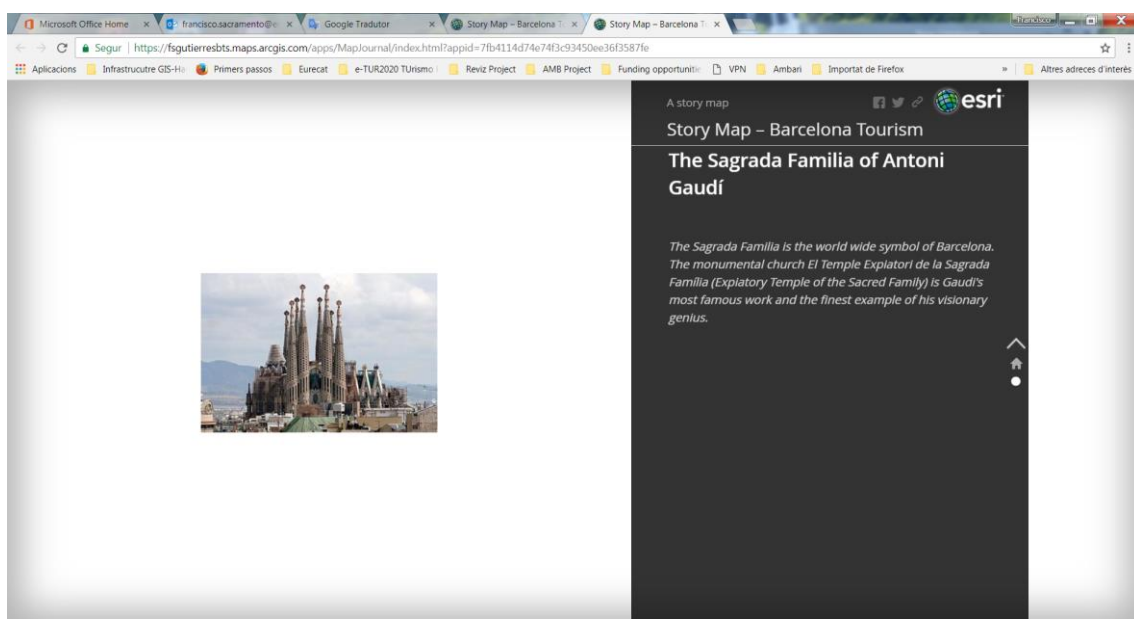 Microsoft Office Home francisco.sacramento@e Google Tradutor Story Map – Barcelona T Story Map – Barcelona T Francisco
Segur https://fsgutierresbts.maps.arcgis.com/apps/MapJournal/index.html?appid=7fb4114d74e74f3c93450ee36f3587fe
Aplicacions Infrastrucutre GIS-Ha Primers passos Eurecat e-TUR2020 TUrismo Reviz Project AMB Project Funding opportunitie VPN Ambari Importat de Firefox » Altres adreces d'interès
A story map esri
Story Map – Barcelona Tourism
The Sagrada Familia of Antoni
Gaudí
The Sagrada Família is the world wide symbol of Barcelona.
The monumental church El Temple Expiatori de la Sagrada
Família (Expiatory Temple of the Sacred Family) is Gaudi's
most famous work and the finest example of his visionary
genius.